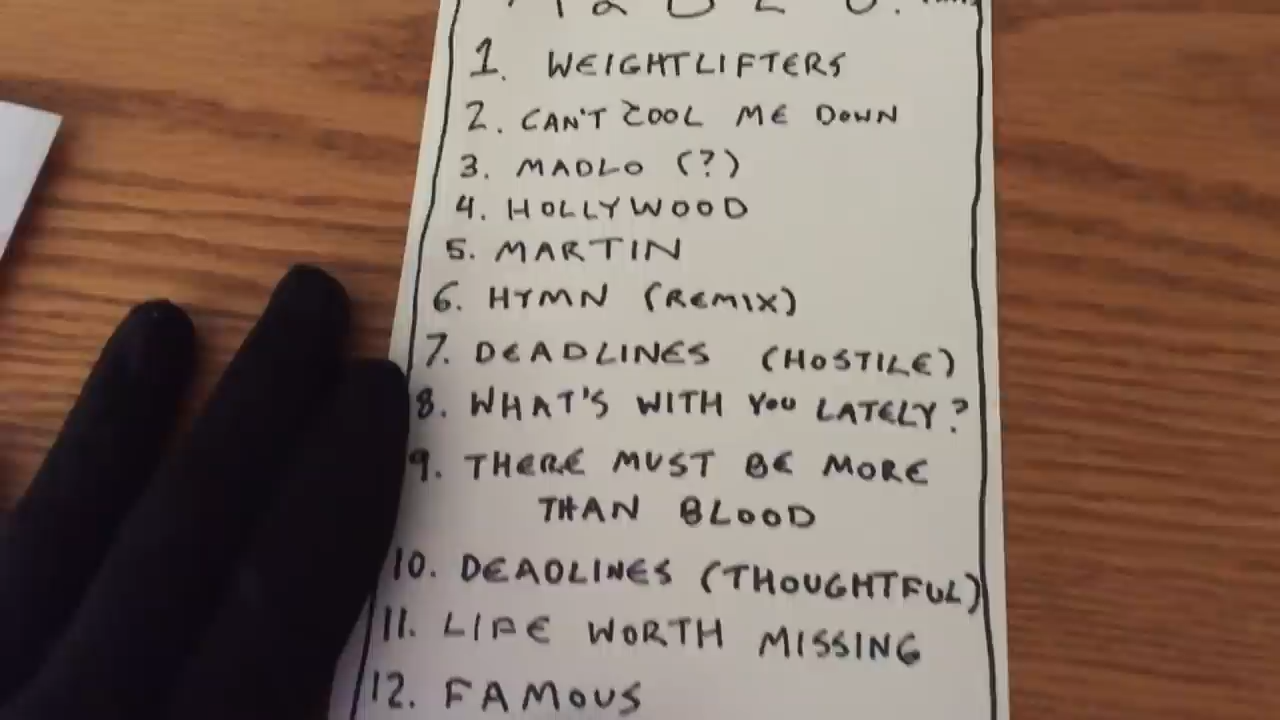 1. WEIGHTLIFTERS
2. CAN'T COOL ME DOWN
3. MADLO (?)
4. HOLLYWOOD
5. MARTIN
6. HYMN (REMIX)
7. DEADLINES (HOSTILE)
8. WHAT'S WITH YOU LATELY?
9. THERE MUST BE MORE
THAN BLOOD
10. DEADLINES (THOUGHTFUL)
11. LIFE WORTH MISSING
12. FAMOUS